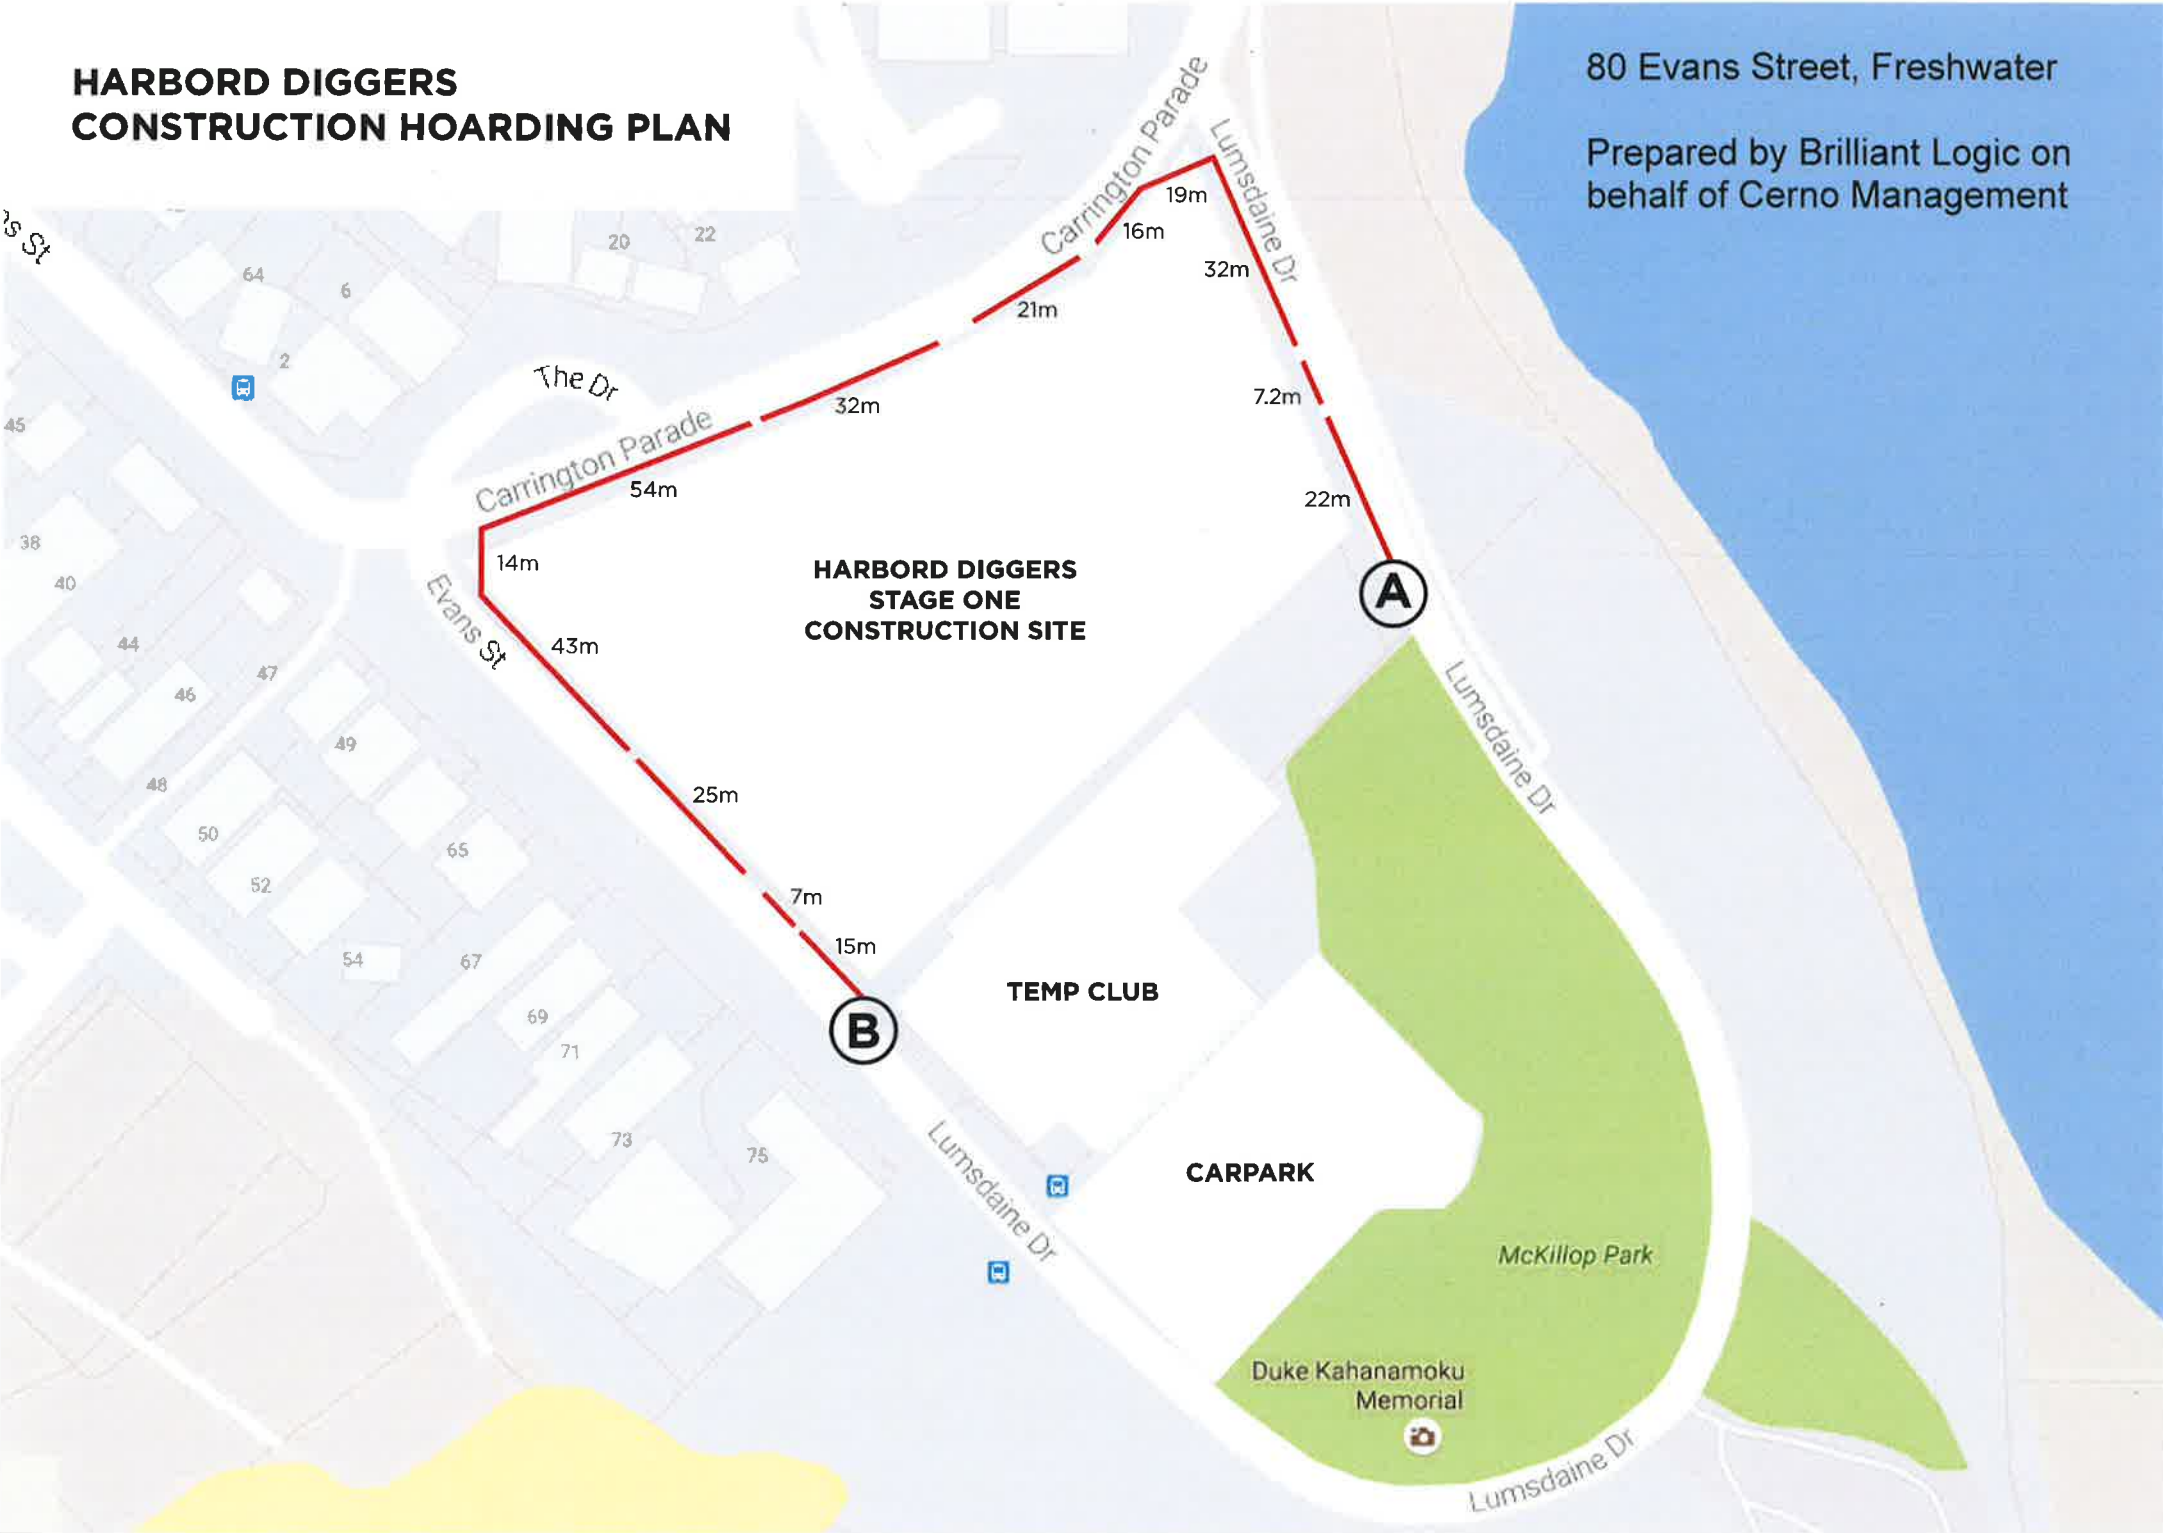 HARBORD DIGGERS
CONSTRUCTION HOARDING PLAN
80 Evans Street, Freshwater
Prepared by Brilliant Logic on
behalf of Cerno Management
Carrington Parade
Lumsdaine Dr
19m
16m
32m
21m
7.2m
22m
32m
54m
14m
43m
25m
7m
15m
St
20
22
64
6
2
The Dr
Carrington Parade
45
38
40
44
46
47
48
49
50
52
54
65
67
69
71
73
75
Evans St
HARBORD DIGGERS
STAGE ONE
CONSTRUCTION SITE
A
B
Lumsdaine Dr
TEMP CLUB
CARPARK
Lumsdaine Dr
McKillop Park
Duke Kahanamoku
Memorial
Lumsdaine Dr